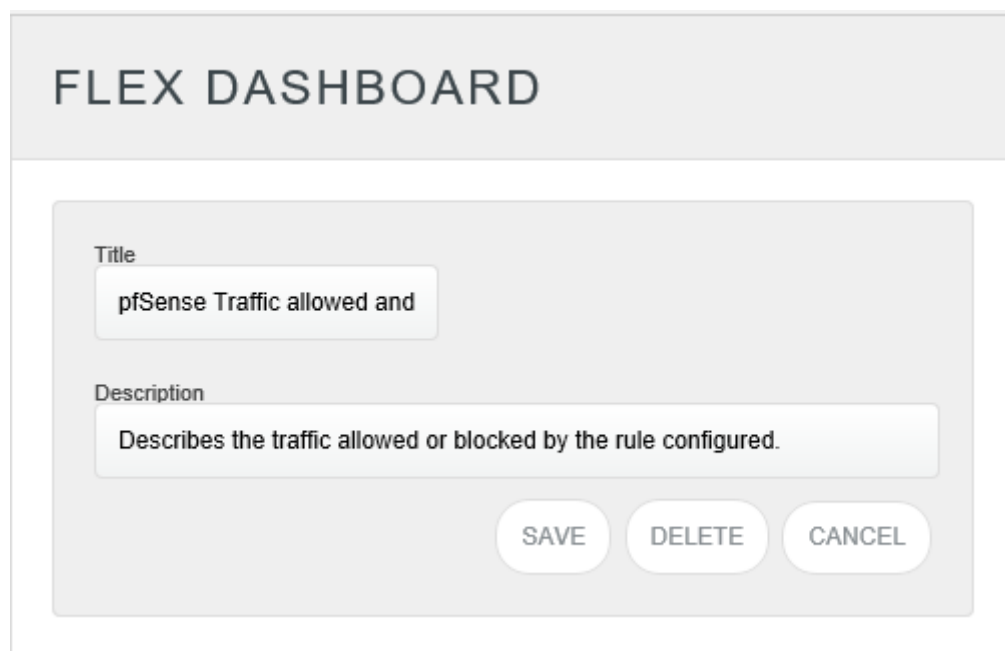 FLEX DASHBOARD
Title
pfSense Traffic allowed and
Description
Describes the traffic allowed or blocked by the rule configured.
SAVE DELETE CANCEL